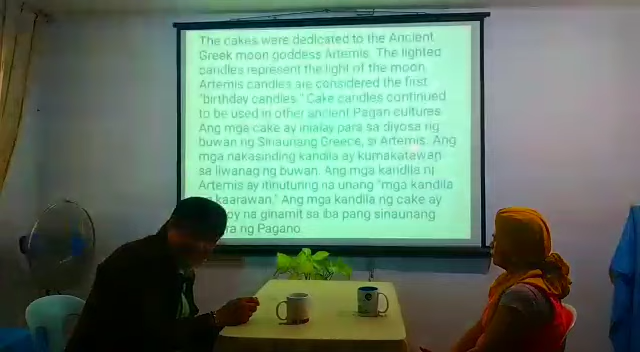 The cakes were dedicated to the Ancient
Greek moon goddess Artemis. The lighted
candles represent the light of the moon.
Artemis candles are considered the first
"birthday candles." Cake candles continued
to be used in other ancient Pagan cultures.
Ang mga cake ay inialay para sa diyosa ng
buwan ng Sinaunang Greece, si Artemis. Ang
mga nakasinding kandila ay kumakatawan
sa liwanag ng buwan. Ang mga kandila ni
Artemis ay itinuturing na unang "mga kandila
kaarawan." Ang mga kandila ng cake ay
na ginamit sa iba pang sinaunang
ng Pagano.